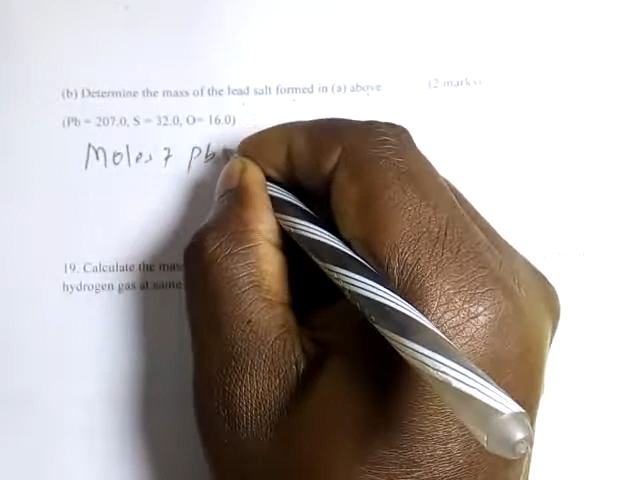 (b) Determine the mass of the lead salt formed in (a) above (2 marks)
(Pb = 207.0, S = 32.0, O= 16.0)
Moles of Pb
19. Calculate the mas
hydrogen gas at same